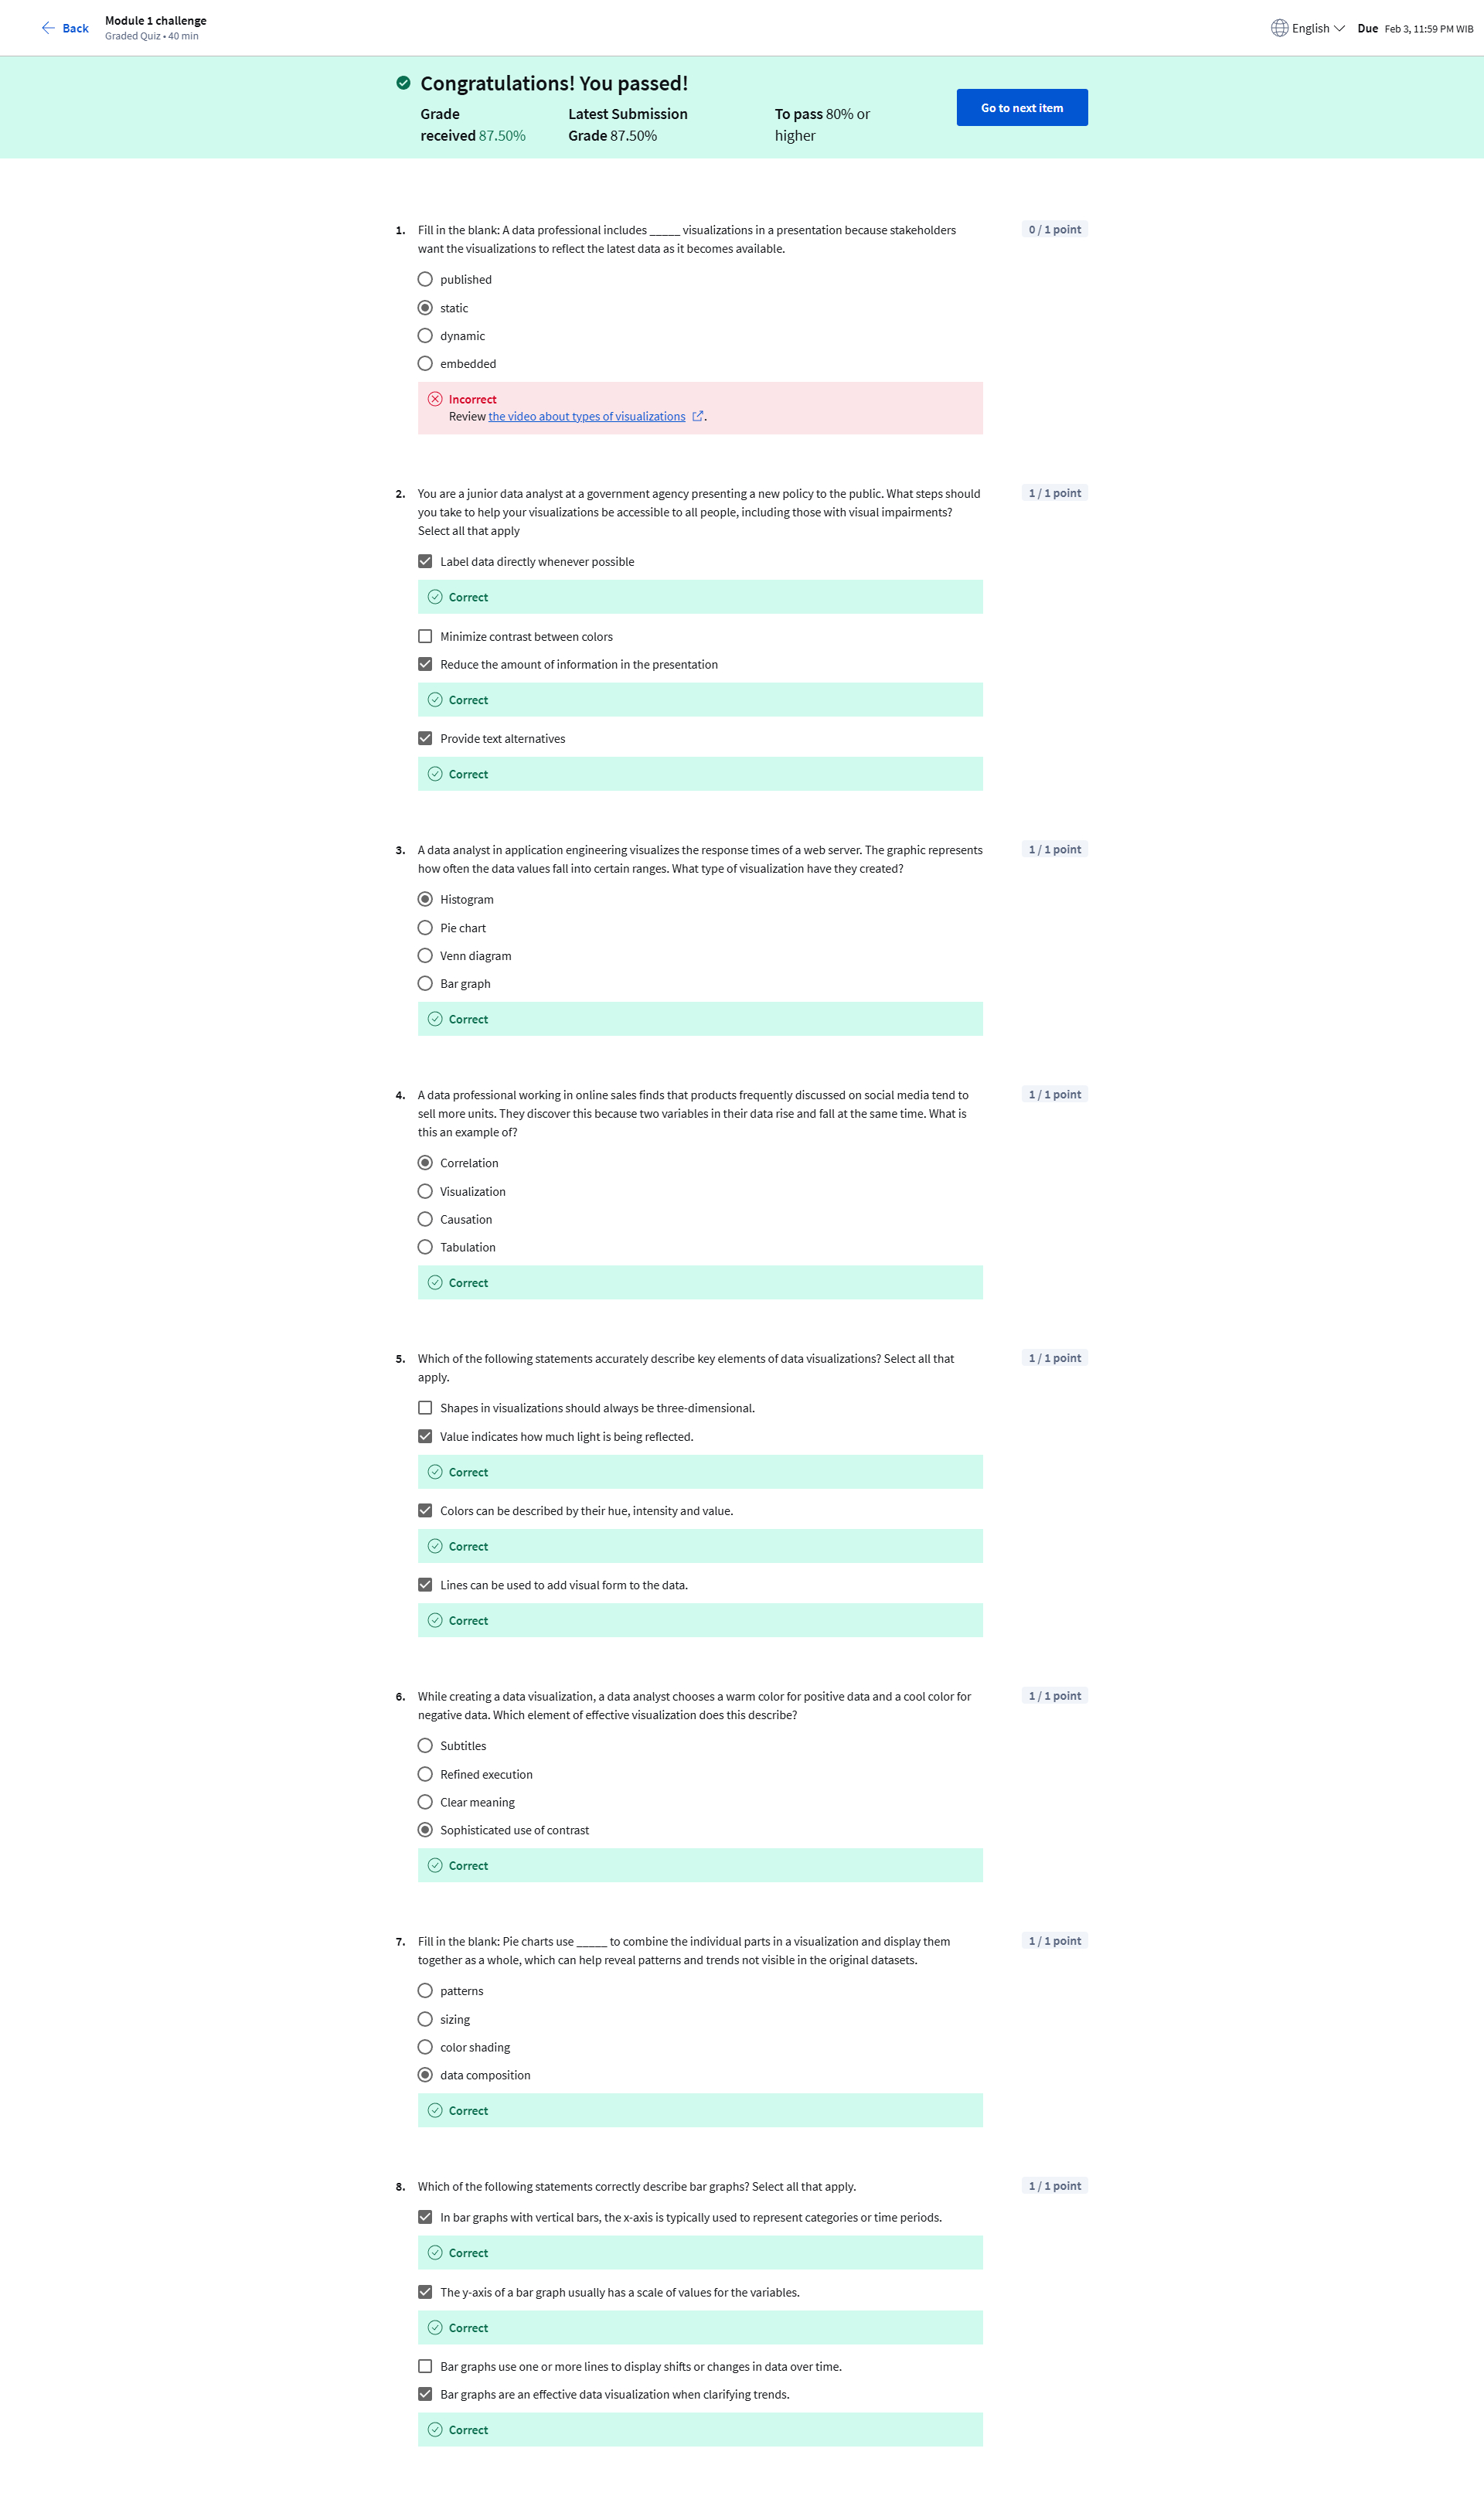 Back
Module 1 challenge
Graded Quiz • 40 min
English
Due Feb 3, 11:59 PM WIB
Congratulations! You passed!
Grade
received 87.50%
Latest Submission
Grade 87.50%
To pass 80% or
higher
Go to next item
1. Fill in the blank: A data professional includes _____ visualizations in a presentation because stakeholders
want the visualizations to reflect the latest data as it becomes available.
0 / 1 point
published
static
dynamic
embedded
Incorrect
Review the video about types of visualizations .
2. You are a junior data analyst at a government agency presenting a new policy to the public. What steps should
you take to help your visualizations be accessible to all people, including those with visual impairments?
Select all that apply
1 / 1 point
Label data directly whenever possible
Correct
Minimize contrast between colors
Reduce the amount of information in the presentation
Correct
Provide text alternatives
Correct
3. A data analyst in application engineering visualizes the response times of a web server. The graphic represents
how often the data values fall into certain ranges. What type of visualization have they created?
1 / 1 point
Histogram
Pie chart
Venn diagram
Bar graph
Correct
4. A data professional working in online sales finds that products frequently discussed on social media tend to
sell more units. They discover this because two variables in their data rise and fall at the same time. What is
this an example of?
1 / 1 point
Correlation
Visualization
Causation
Tabulation
Correct
5. Which of the following statements accurately describe key elements of data visualizations? Select all that
apply.
1 / 1 point
Shapes in visualizations should always be three-dimensional.
Value indicates how much light is being reflected.
Correct
Colors can be described by their hue, intensity and value.
Correct
Lines can be used to add visual form to the data.
Correct
6. While creating a data visualization, a data analyst chooses a warm color for positive data and a cool color for
negative data. Which element of effective visualization does this describe?
1 / 1 point
Subtitles
Refined execution
Clear meaning
Sophisticated use of contrast
Correct
7. Fill in the blank: Pie charts use _____ to combine the individual parts in a visualization and display them
together as a whole, which can help reveal patterns and trends not visible in the original datasets.
1 / 1 point
patterns
sizing
color shading
data composition
Correct
8. Which of the following statements correctly describe bar graphs? Select all that apply.
1 / 1 point
In bar graphs with vertical bars, the x-axis is typically used to represent categories or time periods.
Correct
The y-axis of a bar graph usually has a scale of values for the variables.
Correct
Bar graphs use one or more lines to display shifts or changes in data over time.
Bar graphs are an effective data visualization when clarifying trends.
Correct